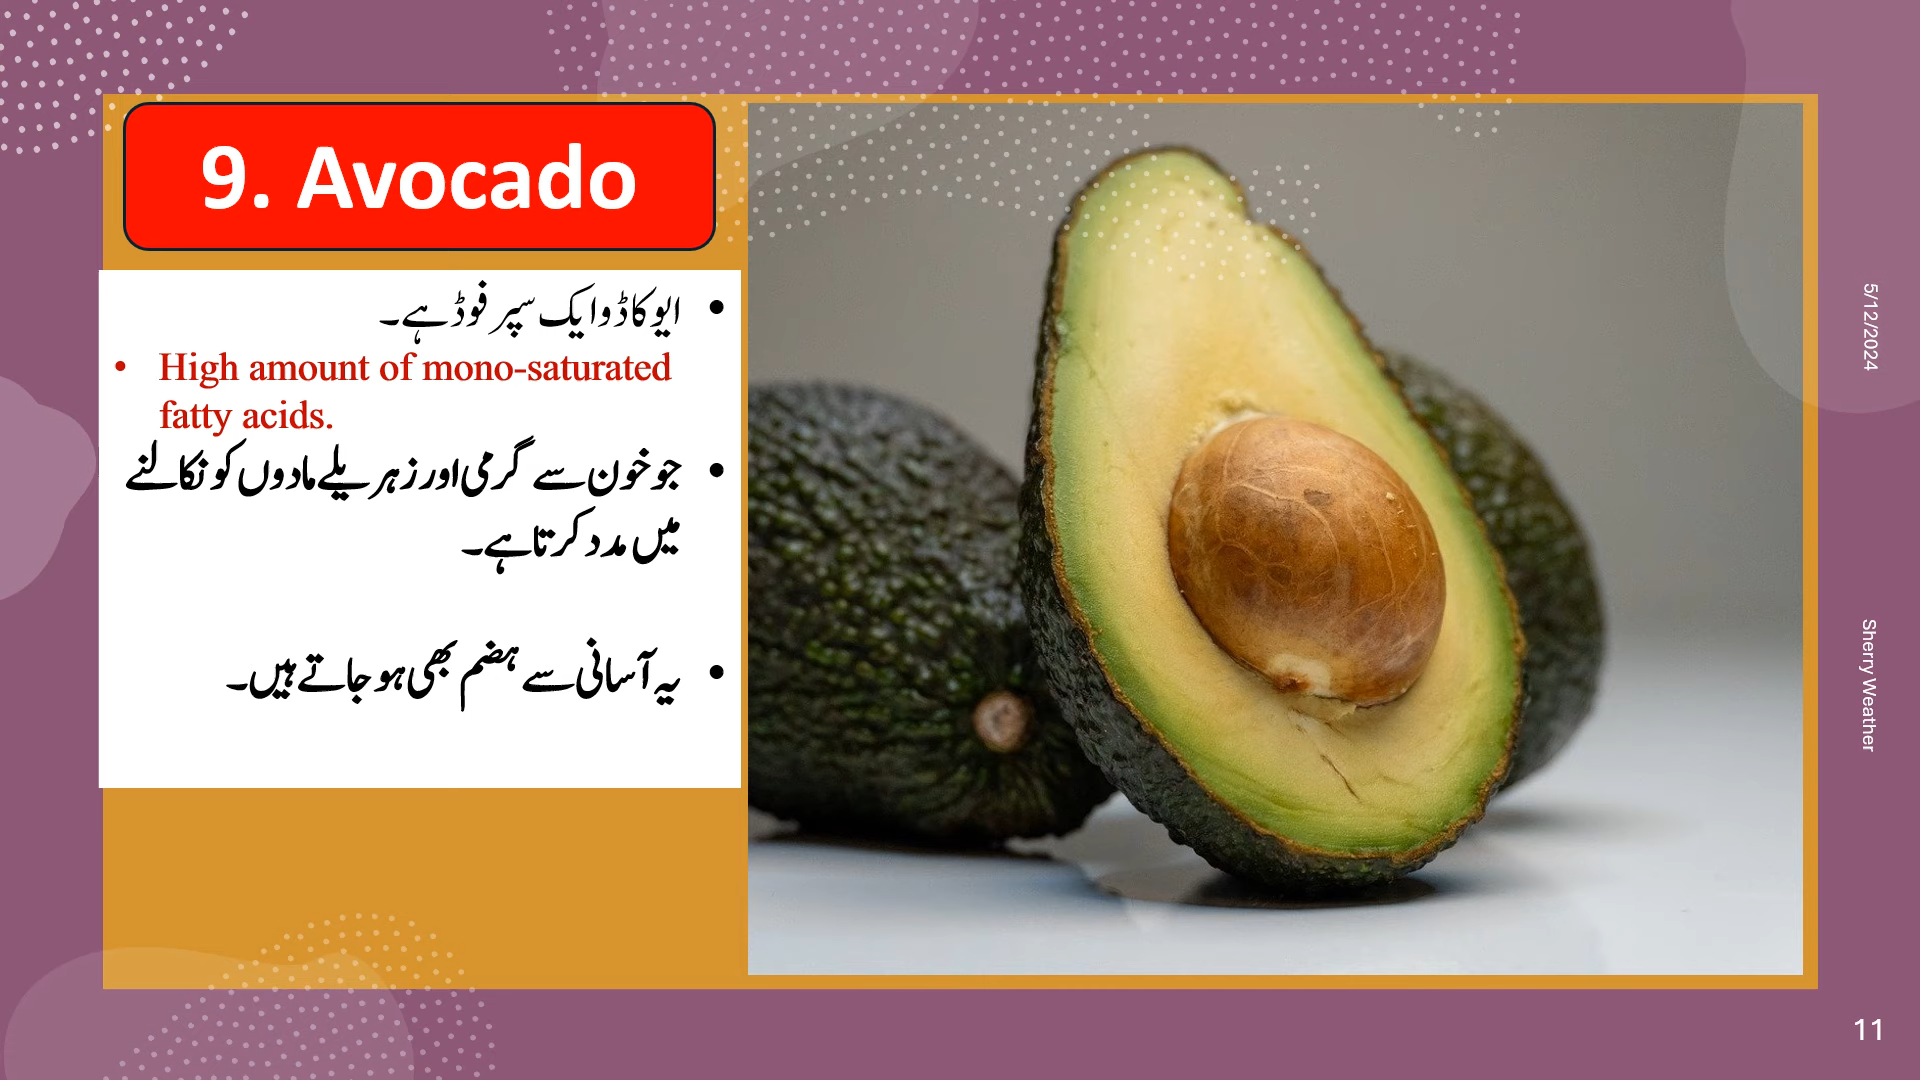 9. Avocado
• ایوکاڈو ایک سپر فوڈ ہے۔
• High amount of mono-saturated
fatty acids.
• جو خون سے گرمی اور زہریلے مادوں کو نکالنے
میں مدد کرتا ہے۔
• یہ آسانی سے ہضم بھی ہو جاتے ہیں۔
5/12/2024
Sherry Weather
11